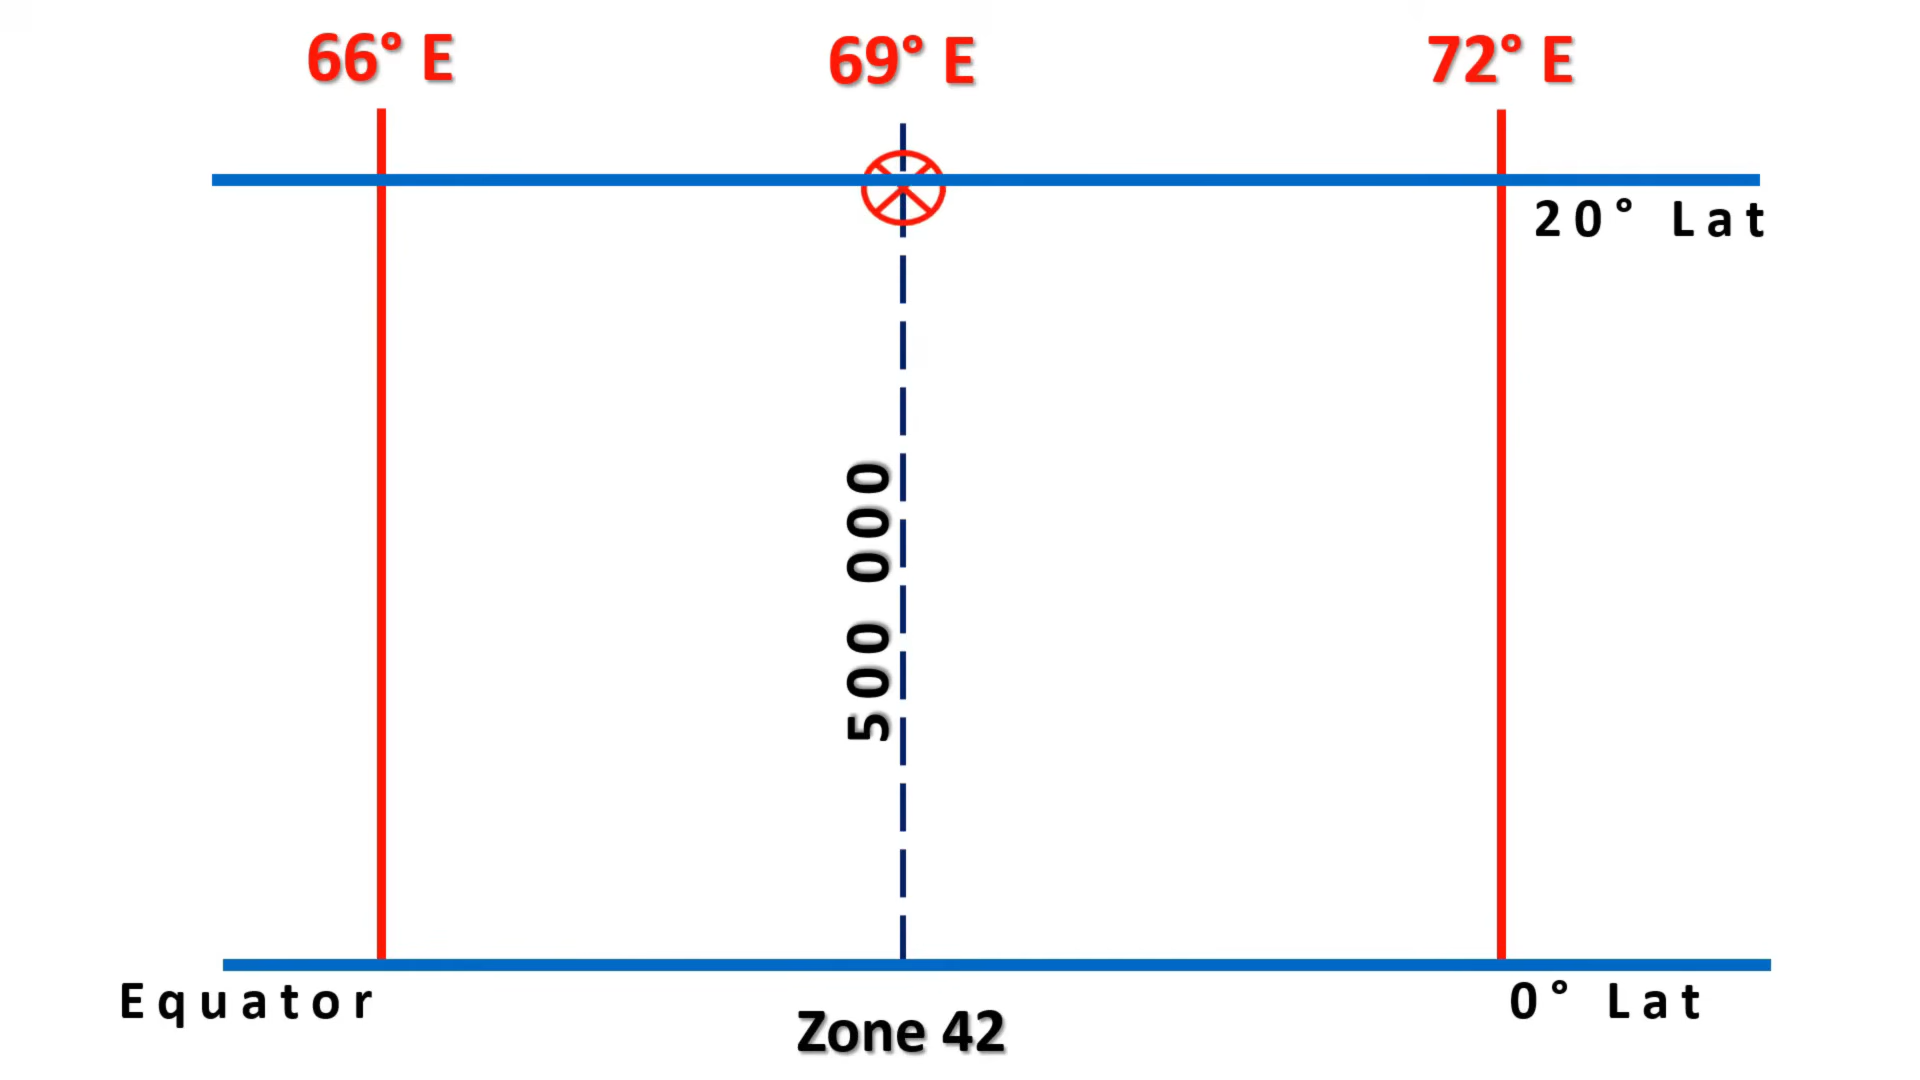 66° E
69° E
72° E
20° Lat
500 000
Equator
0° Lat
Zone 42